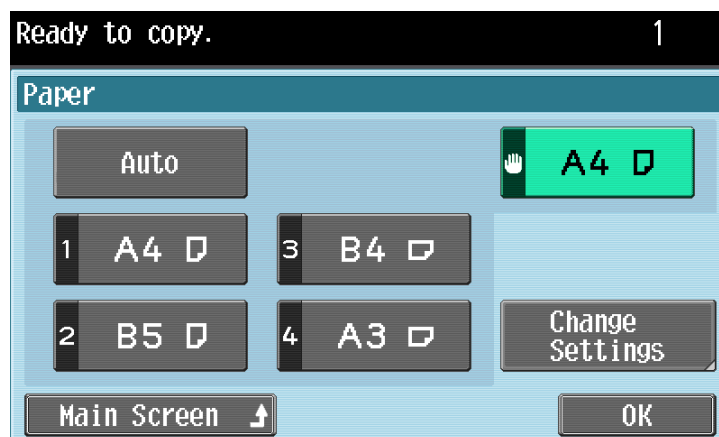 Ready to copy. 1
Paper
Auto
A4
1 A4
3 B4
2 B5
4 A3
Change
Settings
Main Screen
OK